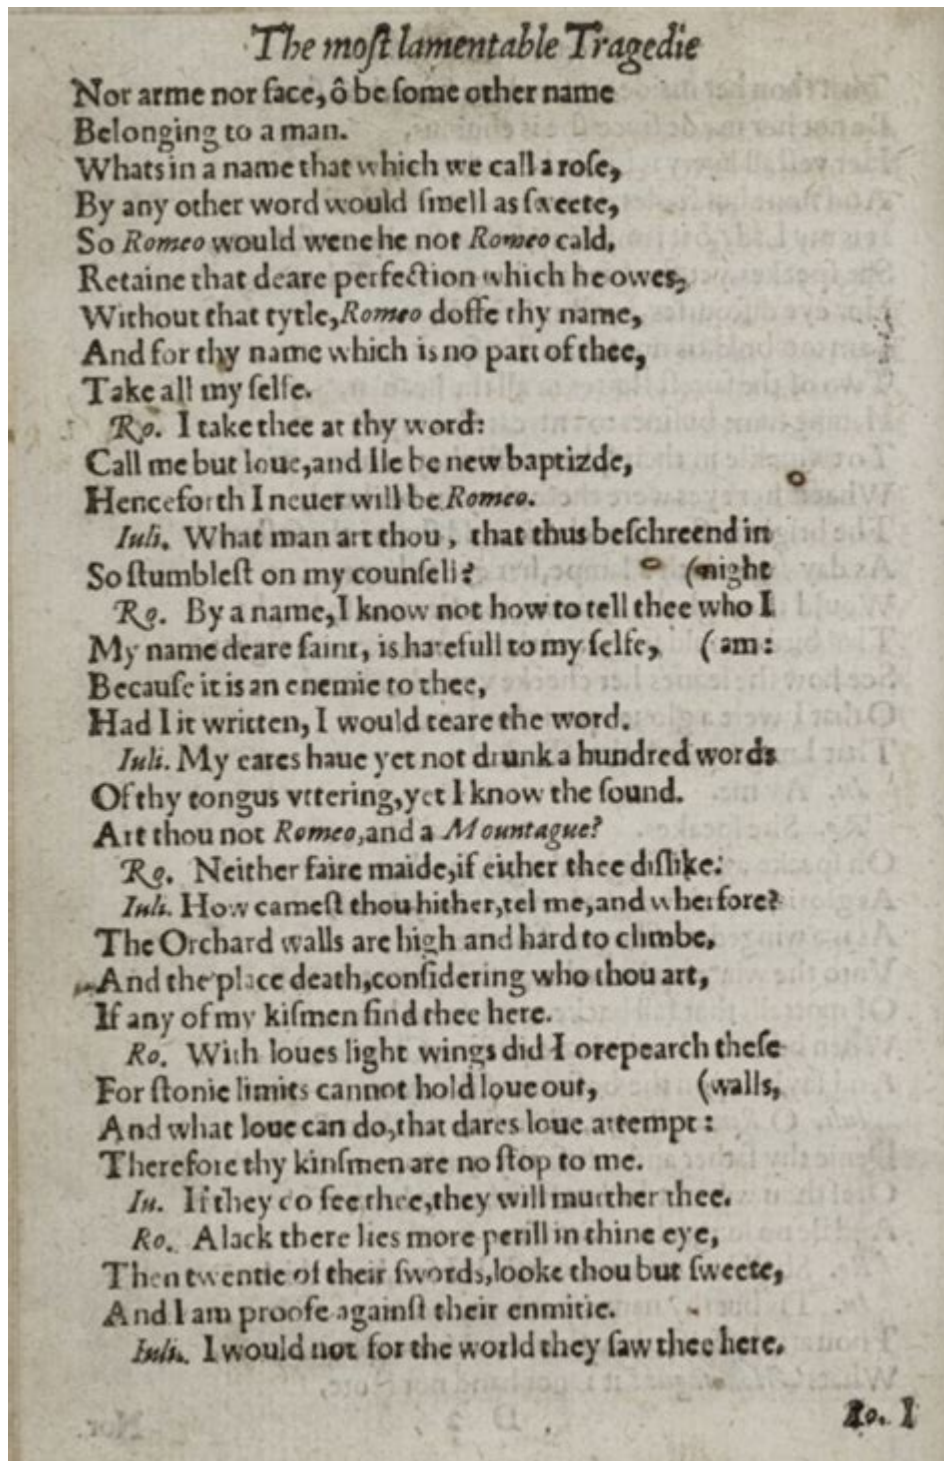 The moſt lamentable Tragedie
Nor arme nor face, ô be ſome other name
Belonging to a man.
Whats in a name that which we call a roſe,
By any other word would ſmell as ſweete,
So Romeo would wene he not Romeo cald,
Retaine that deare perfection which he owes,
Without that tytle, Romeo doffe thy name,
And for thy name which is no part of thee,
Take all my ſelfe.
Ro. I take thee at thy word:
Call me but loue, and Ile be new baptizde,
Henceforth I neuer will be Romeo.
Iuli. What man art thou, that thus beſchreend in
So ſtumbleſt on my counſell? (night
Ro. By a name, I know not how to tell thee who I
My name deare ſaint, is hatefull to my ſelfe, (am:
Becauſe it is an enemie to thee,
Had I it written, I would teare the word.
Iuli. My eares haue yet not drunk a hundred words
Of thy tongus vttering, yet I know the ſound.
Art thou not Romeo, and a Mountague?
Ro. Neither faire maide, if either thee diſlike.
Iuli. How cameſt thou hither, tel me, and wherfore?
The Orchard walls are high and hard to climbe,
And the place death, conſidering who thou art,
If any of my kiſmen find thee here.
Ro. With loues light wings did I orepearch theſe
For ſtonie limits cannot hold loue out, (walls,
And what loue can do, that dares loue attempt:
Therefore thy kinſmen are no ſtop to me.
Iu. If they do ſee thee, they will murther thee.
Ro. Alack there lies more perill in thine eye,
Then twentie of their ſwords, looke thou but ſweete,
And I am proofe againſt their enmitie.
Iuli. I would not for the world they ſaw thee here.
Ro. I